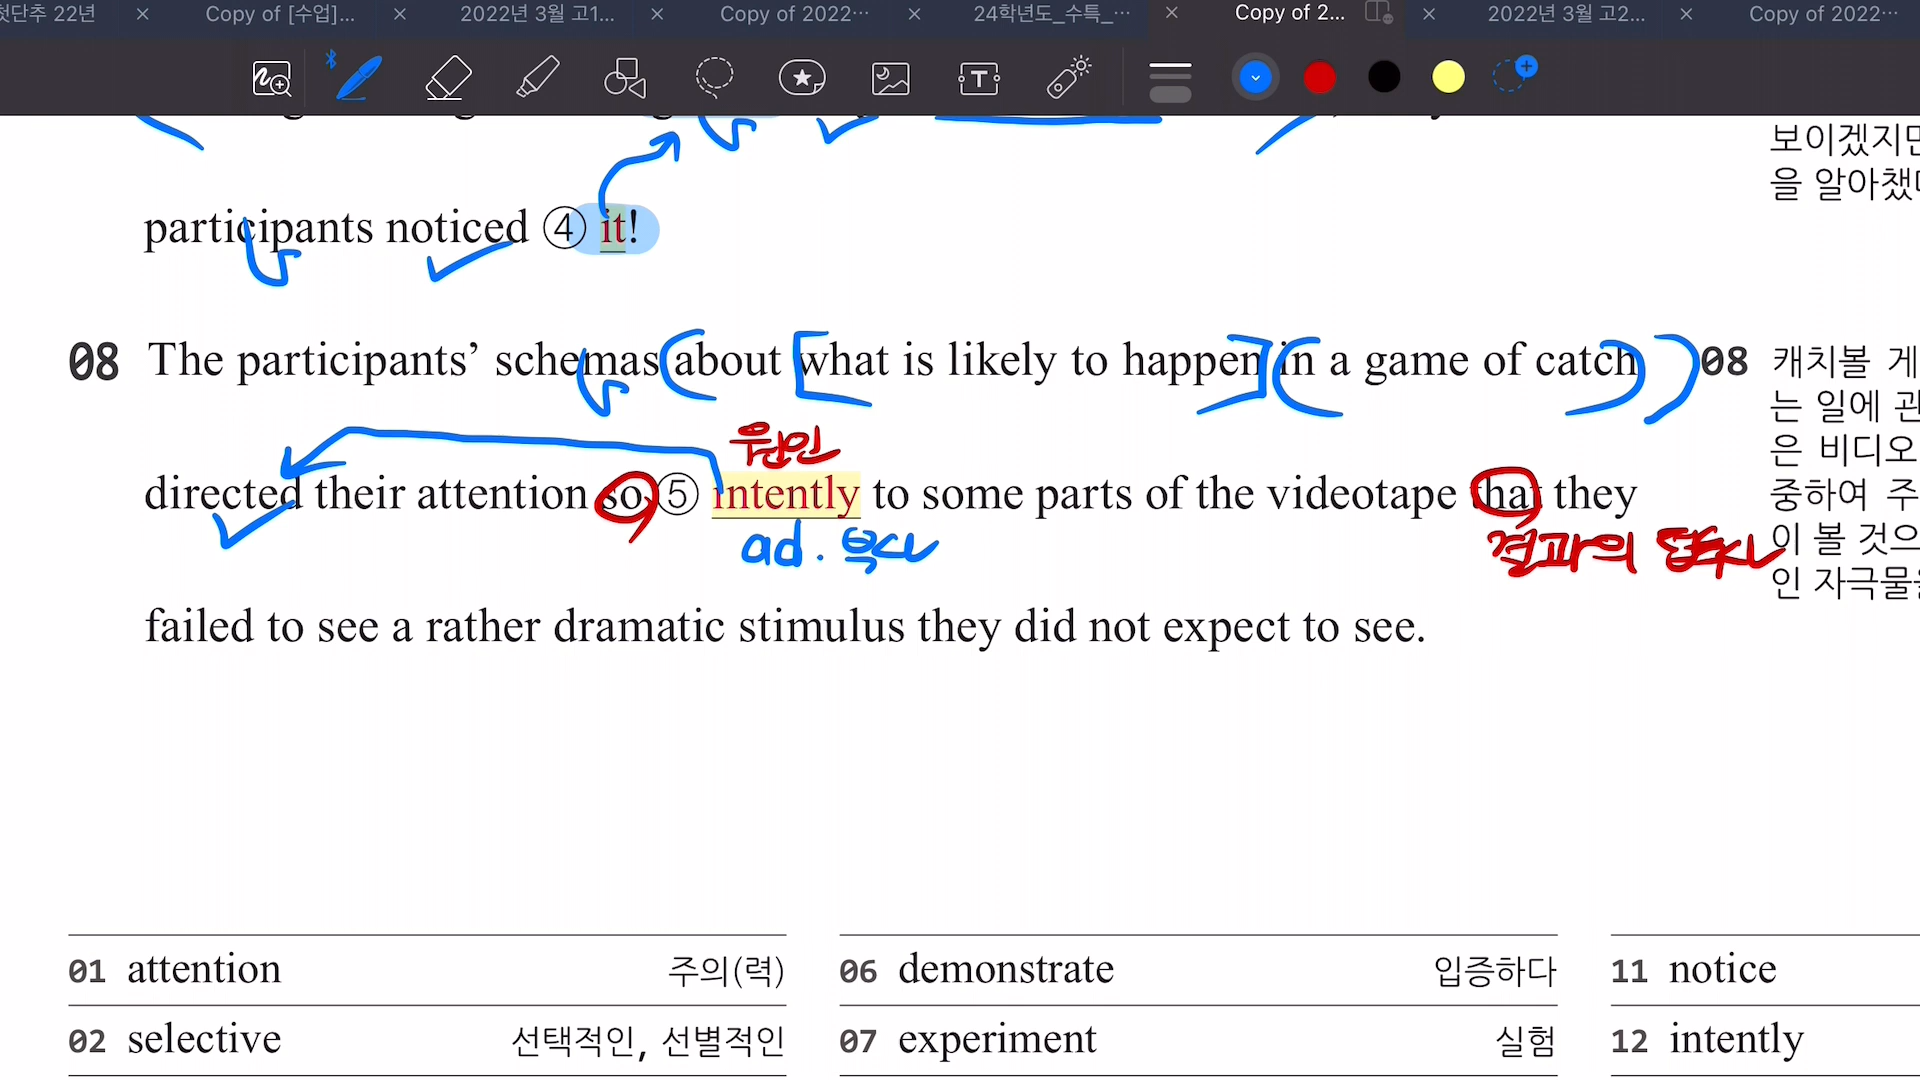 첫단추 22년 Copy of [수업]... 2022년 3월 고1... Copy of 2022... 24학년도_수특_... Copy of 2... 2022년 3월 고2... Copy of 2022...
보이겠지만
을 알아챘
participants noticed ④ it!
08 The participants' schemas about what is likely to happen in a game of catch
08 캐치볼 게
는 일에 관
은 비디오
원인
directed their attention so ⑤ intently to some parts of the videotape that they
중하여 주
ad. 부사
결과의 부사
이 볼 것으
인 자극물을
failed to see a rather dramatic stimulus they did not expect to see.
01 attention 주의(력) 06 demonstrate 입증하다 11 notice
02 selective 선택적인, 선별적인 07 experiment 실험 12 intently